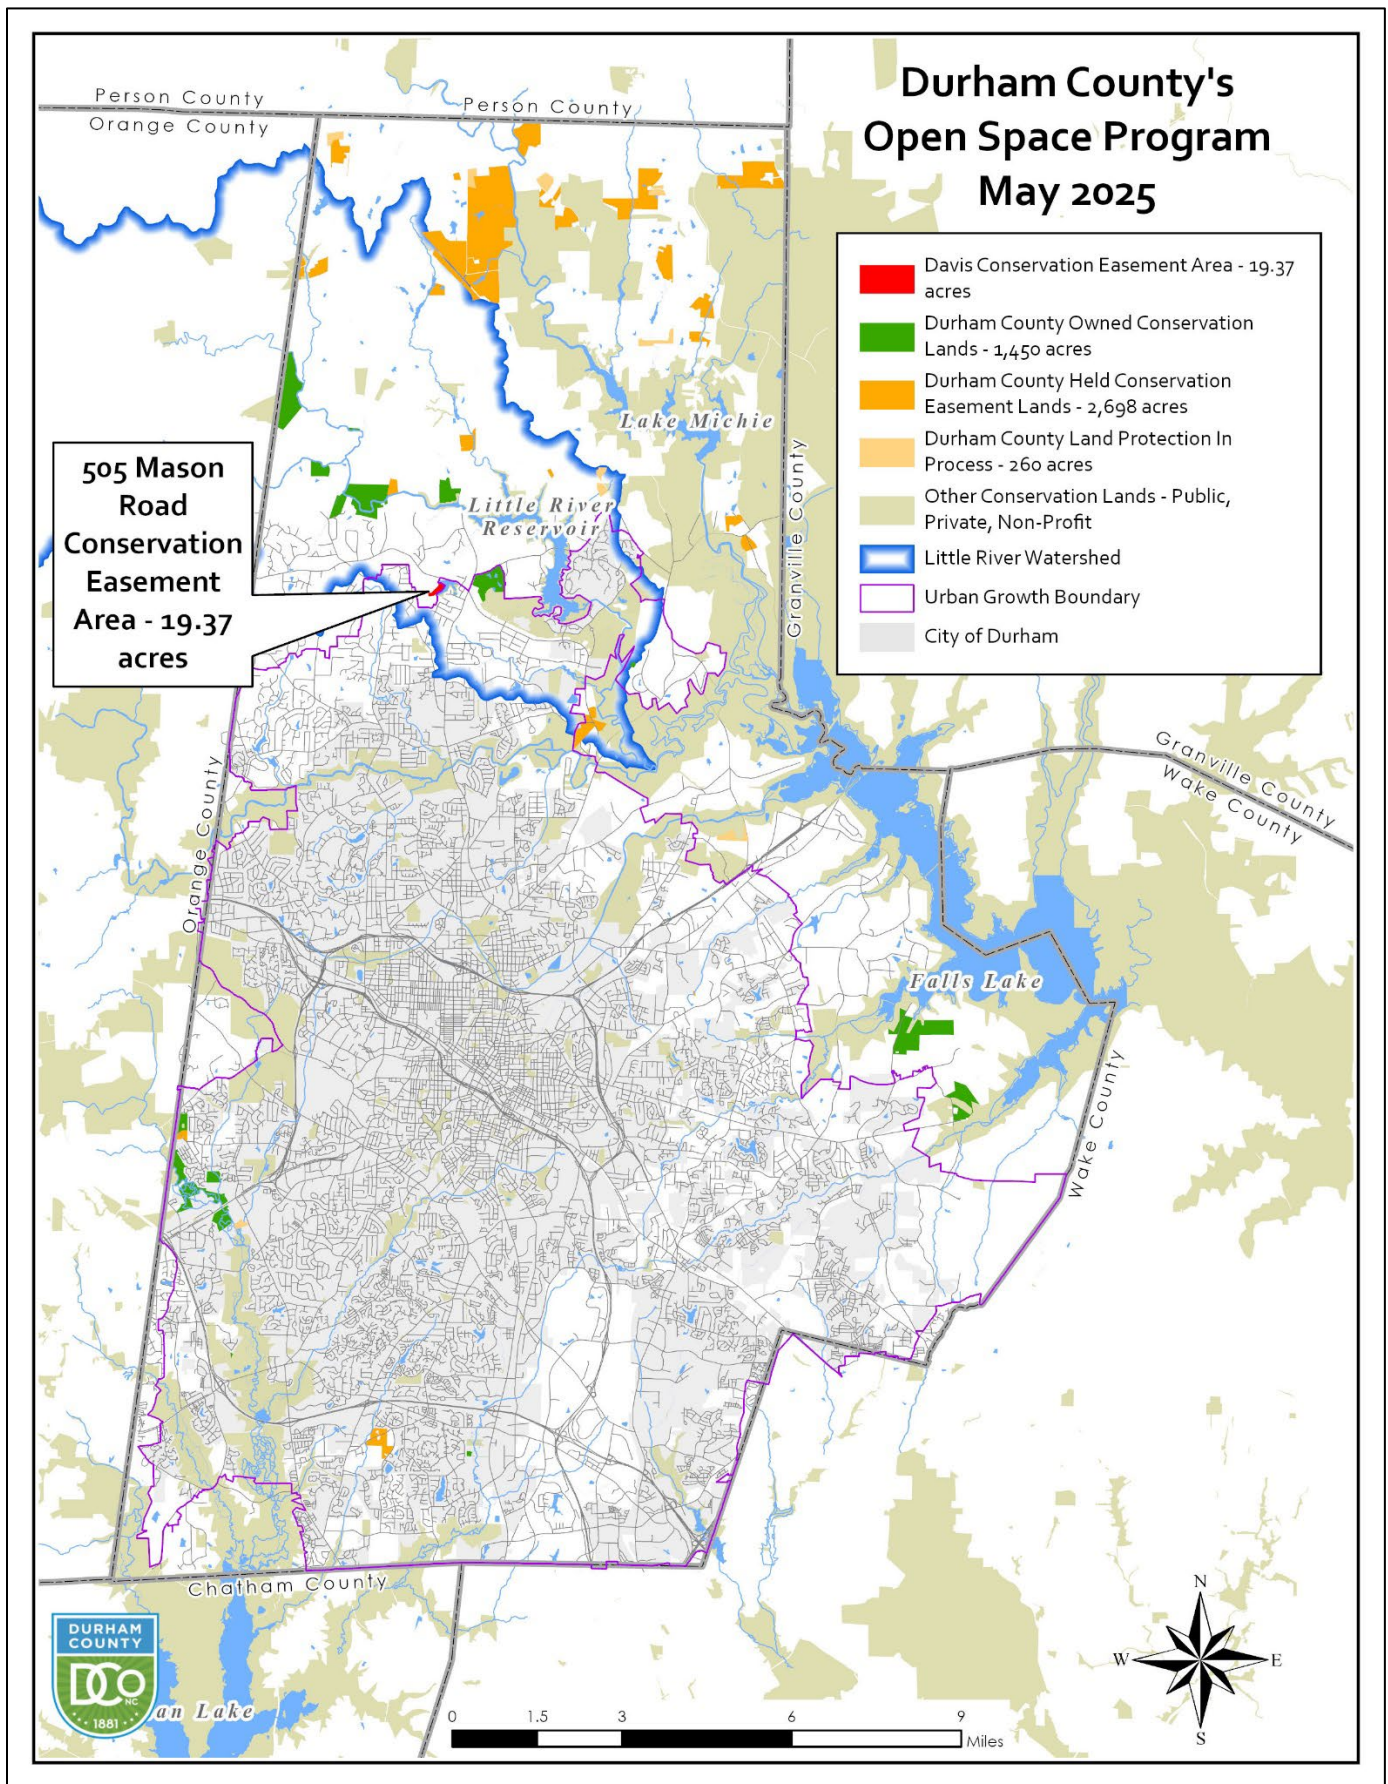 Durham County's
Open Space Program
May 2025
Person County
Orange County
Person County
Davis Conservation Easement Area - 19.37
acres
Durham County Owned Conservation
Lands - 1,450 acres
Durham County Held Conservation
Easement Lands - 2,698 acres
Durham County Land Protection In
Process - 260 acres
Other Conservation Lands - Public,
Private, Non-Profit
Little River Watershed
Urban Growth Boundary
City of Durham
Lake Michie
Granville County
505 Mason
Road
Conservation
Easement
Area - 19.37
acres
Little River
Reservoir
Granville County
Wake County
Orange County
Falls Lake
Wake County
Chatham County
DURHAM
COUNTY
DCo
NC
1881
an Lake
0 1.5 3 6 9
Miles
N
W E
S